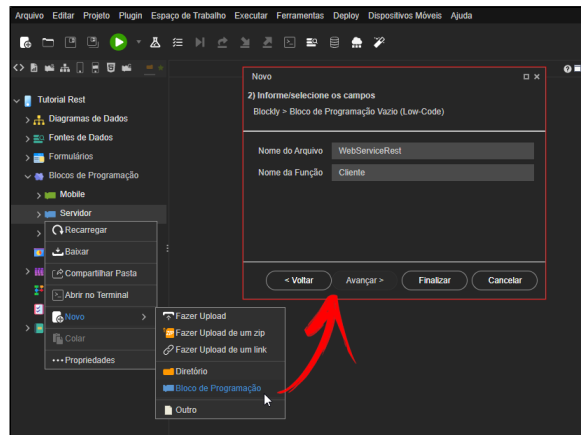 Arquivo Editar Projeto Plugin Espaço de Trabalho Executar Ferramentas Deploy Dispositivos Móveis Ajuda
Tutorial Rest
Diagramas de Dados
Fontes de Dados
Formulários
Blocos de Programação
Mobile
Servidor
Recarregar
Baixar
Compartilhar Pasta
Abrir no Terminal
Novo
Colar
Propriedades
Fazer Upload
Fazer Upload de um zip
Fazer Upload de um link
Diretório
Bloco de Programação
Outro
Novo
2) Informe/selecione os campos
Blockly > Bloco de Programação Vazio (Low-Code)
Nome do Arquivo WebServiceRest
Nome da Função Cliente
< Voltar Avançar > Finalizar Cancelar